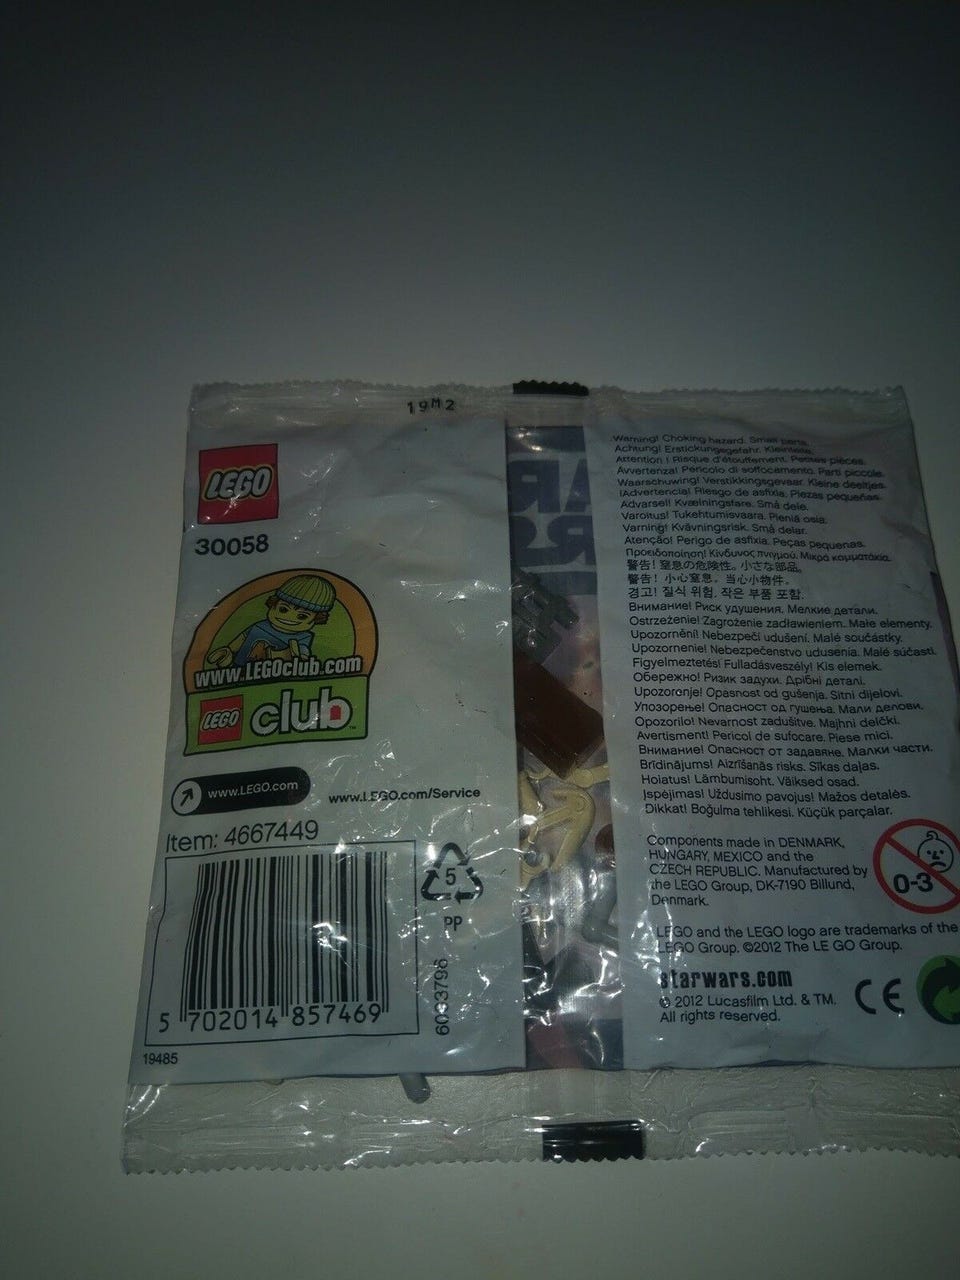 19M2
LEGO
30058
www.LEGOclub.com
LEGO club™
www.LEGO.com
www.LEGO.com/Service
Item: 4667449
5 702014 857469
19485
5
PP
6033796
Warning! Choking hazard. Small parts.
Achtung! Erstickungsgefahr. Kleinteile.
Attention ! Risque d'étouffement. Petites pièces.
Avvertenza! Pericolo di soffocamento. Parti piccole.
Waarschuwing! Verstikkingsgevaar. Kleine deeltjes.
¡Advertencia! Riesgo de asfixia. Piezas pequeñas.
Advarsel! Kvælningsfare. Små dele.
Varoitus! Tukehtumisvaara. Pieniä osia.
Varning! Kvävningsrisk. Små delar.
Atenção! Perigo de asfixia. Peças pequenas.
Προειδοποίηση! Κίνδυνος πνιγμού. Μικρά κομματάκια.
警告! 窒息の危険性。小さな部品。
警告! 小心窒息。当心小物件。
경고! 질식 위험. 작은 부품 포함.
Внимание! Риск удушения. Мелкие детали.
Ostrzeżenie! Zagrożenie zadławieniem. Małe elementy.
Upozornění! Nebezpečí udušení. Malé součástky.
Upozornenie! Nebezpečenstvo udusenia. Malé súčasti.
Figyelmeztetés! Fulladásveszély! Kis elemek.
Обережно! Ризик задухи. Дрібні деталі.
Upozorenje! Opasnost od gušenja. Sitni dijelovi.
Упозорење! Опасност од гушења. Мали делови.
Opozorilo! Nevarnost zadušitve. Majhni delčki.
Avertisment! Pericol de sufocare. Piese mici.
Внимание! Опасност от задавяне. Малки части.
Brīdinājums! Aizrīšanās risks. Sīkas daļas.
Hoiatus! Lämbumisoht. Väiksed osad.
Įspėjimas! Uždusimo pavojus! Mažos detalės.
Dikkat! Boğulma tehlikesi. Küçük parçalar.
Components made in DENMARK,
HUNGARY, MEXICO and the
CZECH REPUBLIC. Manufactured by
the LEGO Group, DK-7190 Billund,
Denmark.
0-3
LEGO and the LEGO logo are trademarks of the
LEGO Group. ©2012 The LE GO Group.
starwars.com
© 2012 Lucasfilm Ltd. & TM.
All rights reserved.
CE